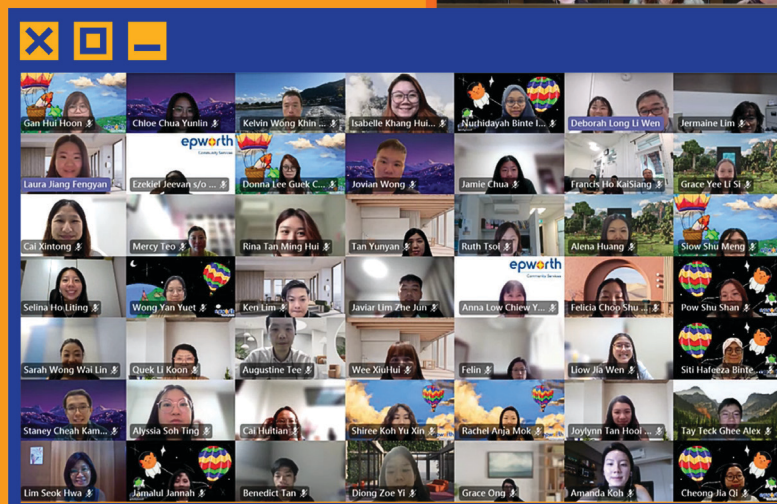 Gan Hui Hoon
Chloe Chua Yunlin
Kelvin Wong Khin ...
Isabelle Khang Hui...
Nurhidayah Binte I...
Deborah Long Li Wen
Jermaine Lim
epworth
Community Services
Laura Jiang Fengyan
Ezekiel Jeevan s/o ...
Donna Lee Guek C...
Jovian Wong
Jamie Chua
Francis Ho KaiSiang
Grace Yee Li Si
Cai Xintong
Mercy Teo
Rina Tan Ming Hui
Tan Yunyan
Ruth Tsoi
Alena Huang
Siow Shu Meng
epworth
Community Services
Selina Ho Liting
Wong Yan Yuet
Ken Lim
Javiar Lim Zhe Jun
Anna Low Chiew Y...
Felicia Choo Shu ...
Pow Shu Shan
Sarah Wong Wai Lin
Quek Li Koon
Augustine Tee
Wee XiuHui
Felin
Liow Jia Wen
Siti Hafeeza Binte ...
Staney Cheah Kam...
Alyssia Soh Ting
Cai Huitian
Shiree Koh Yu Xin
Rachel Anja Mok
Joylynn Tan Hooi ...
Tay Teck Ghee Alex
Lim Seok Hwa
Jamalul Jannah
Benedict Tan
Diong Zoe Yi
Grace Ong
Amanda Koh
Cheong Jia Qi